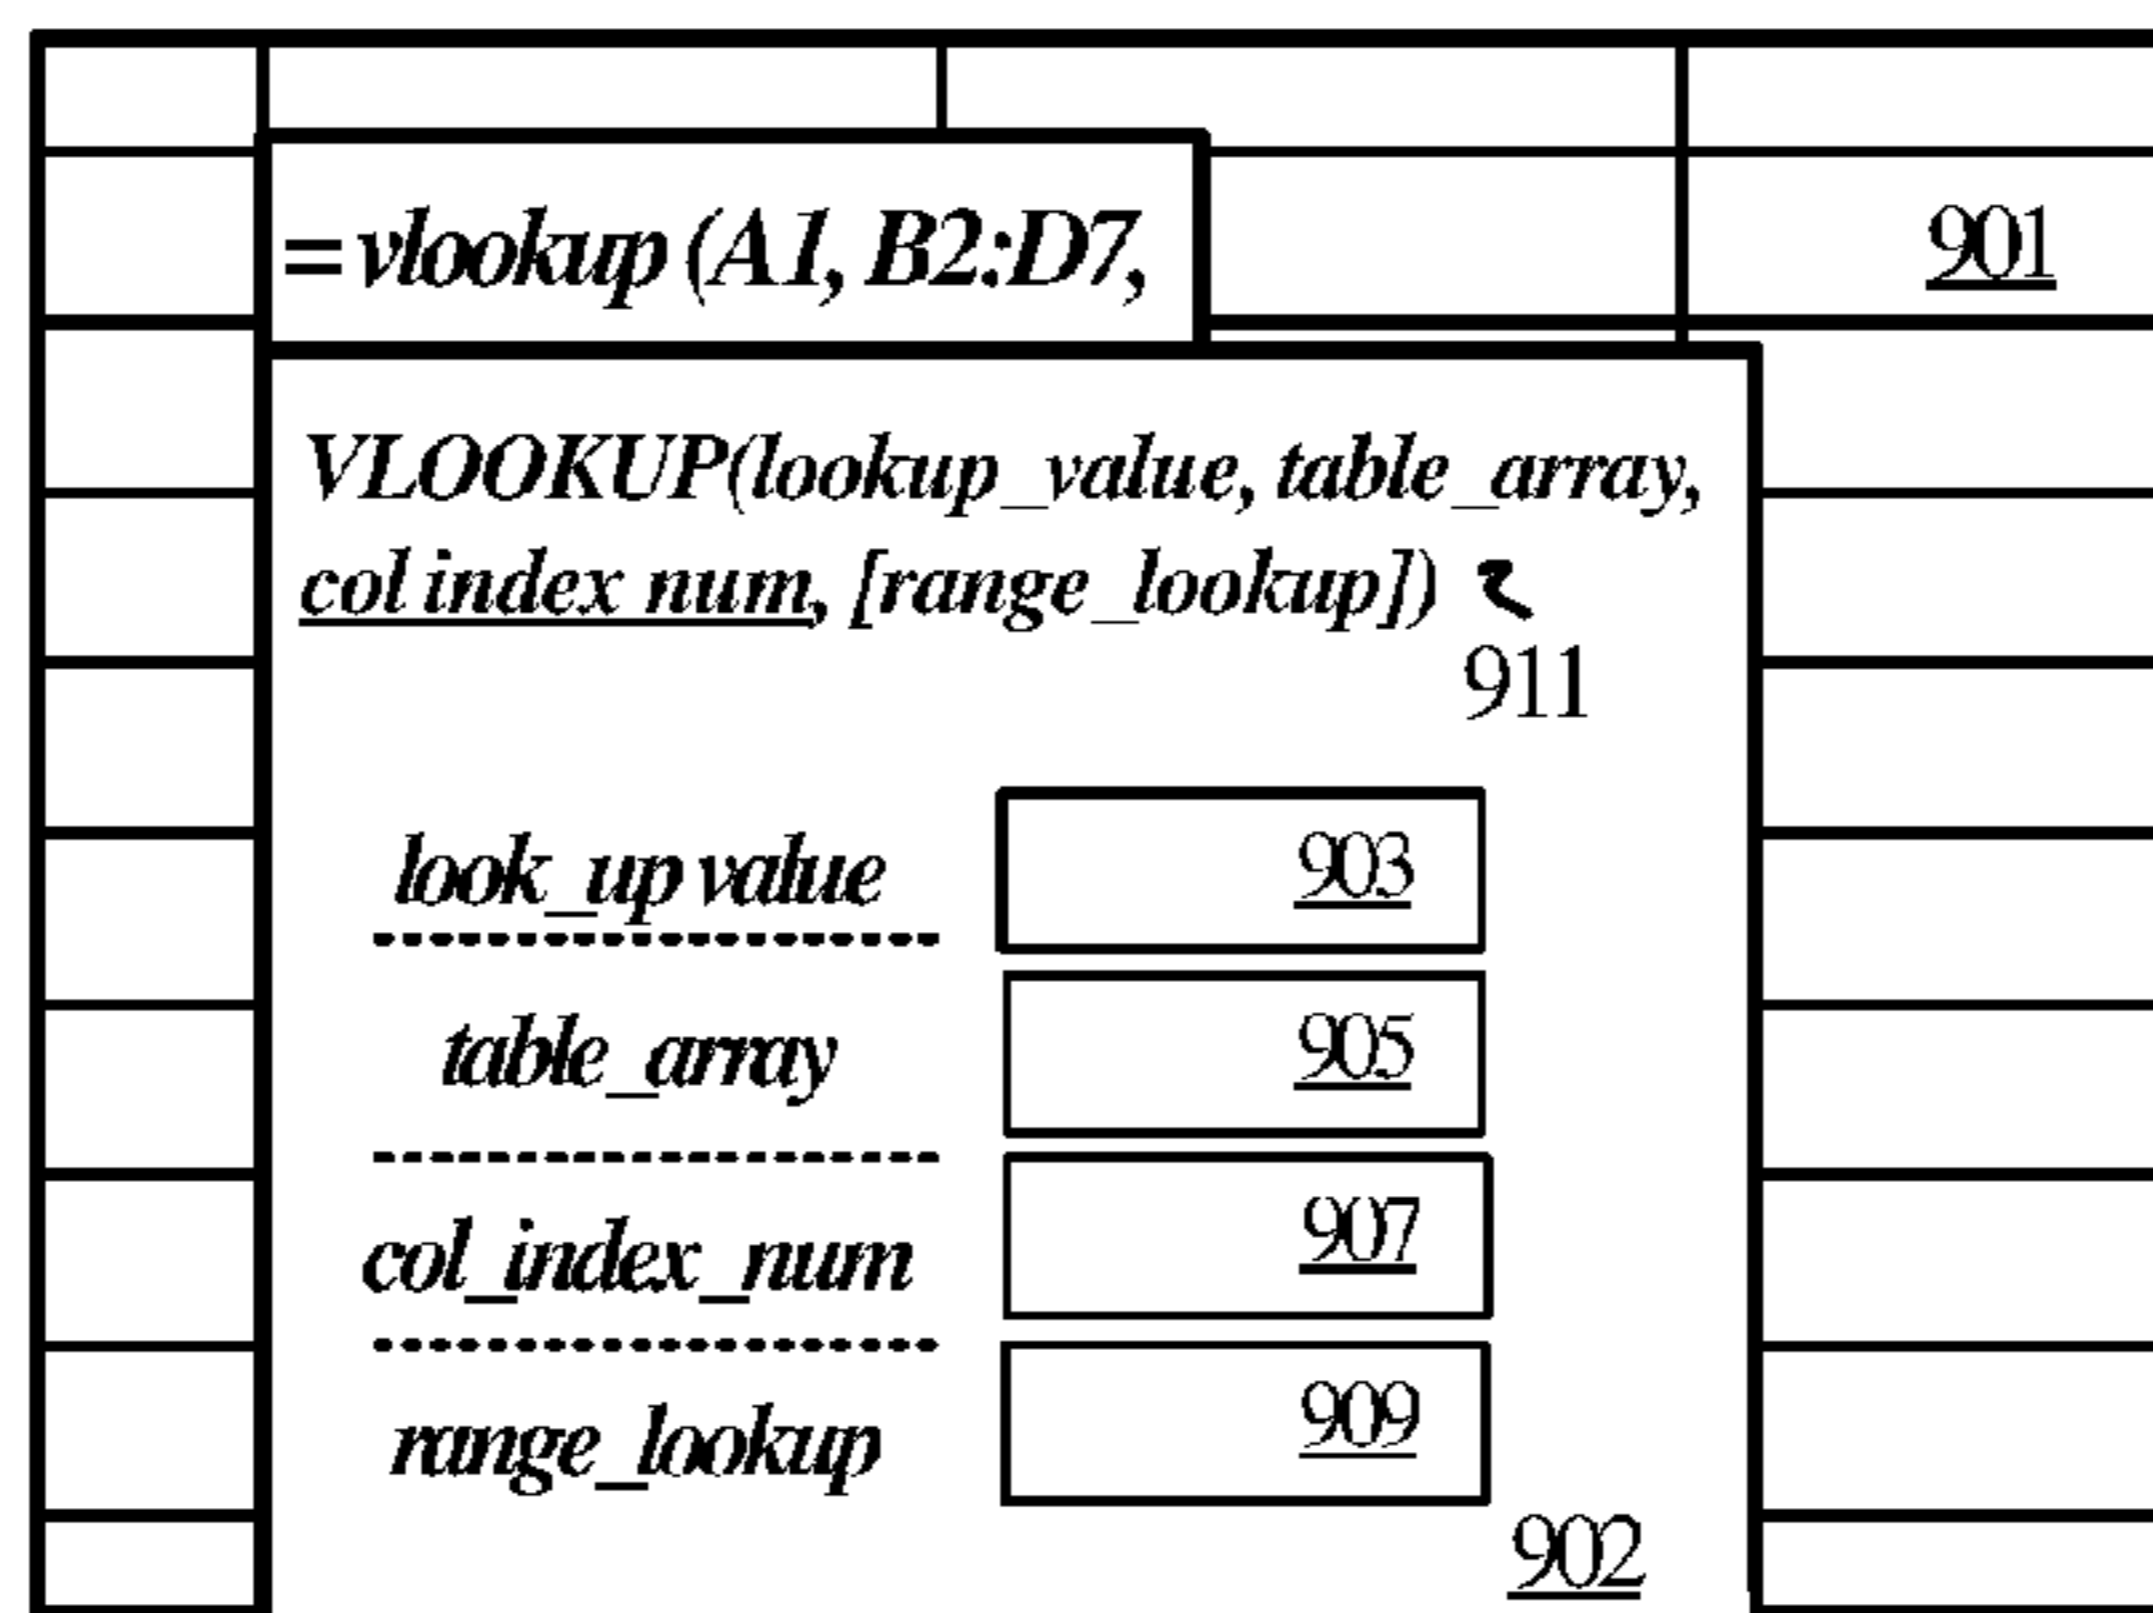 =vlookup (A1, B2:D7,
901
VLOOKUP(lookup_value, table_array,
col index num, [range_lookup])
911
look_up value 903
table_array 905
col_index_num 907
range_lookup 909
902